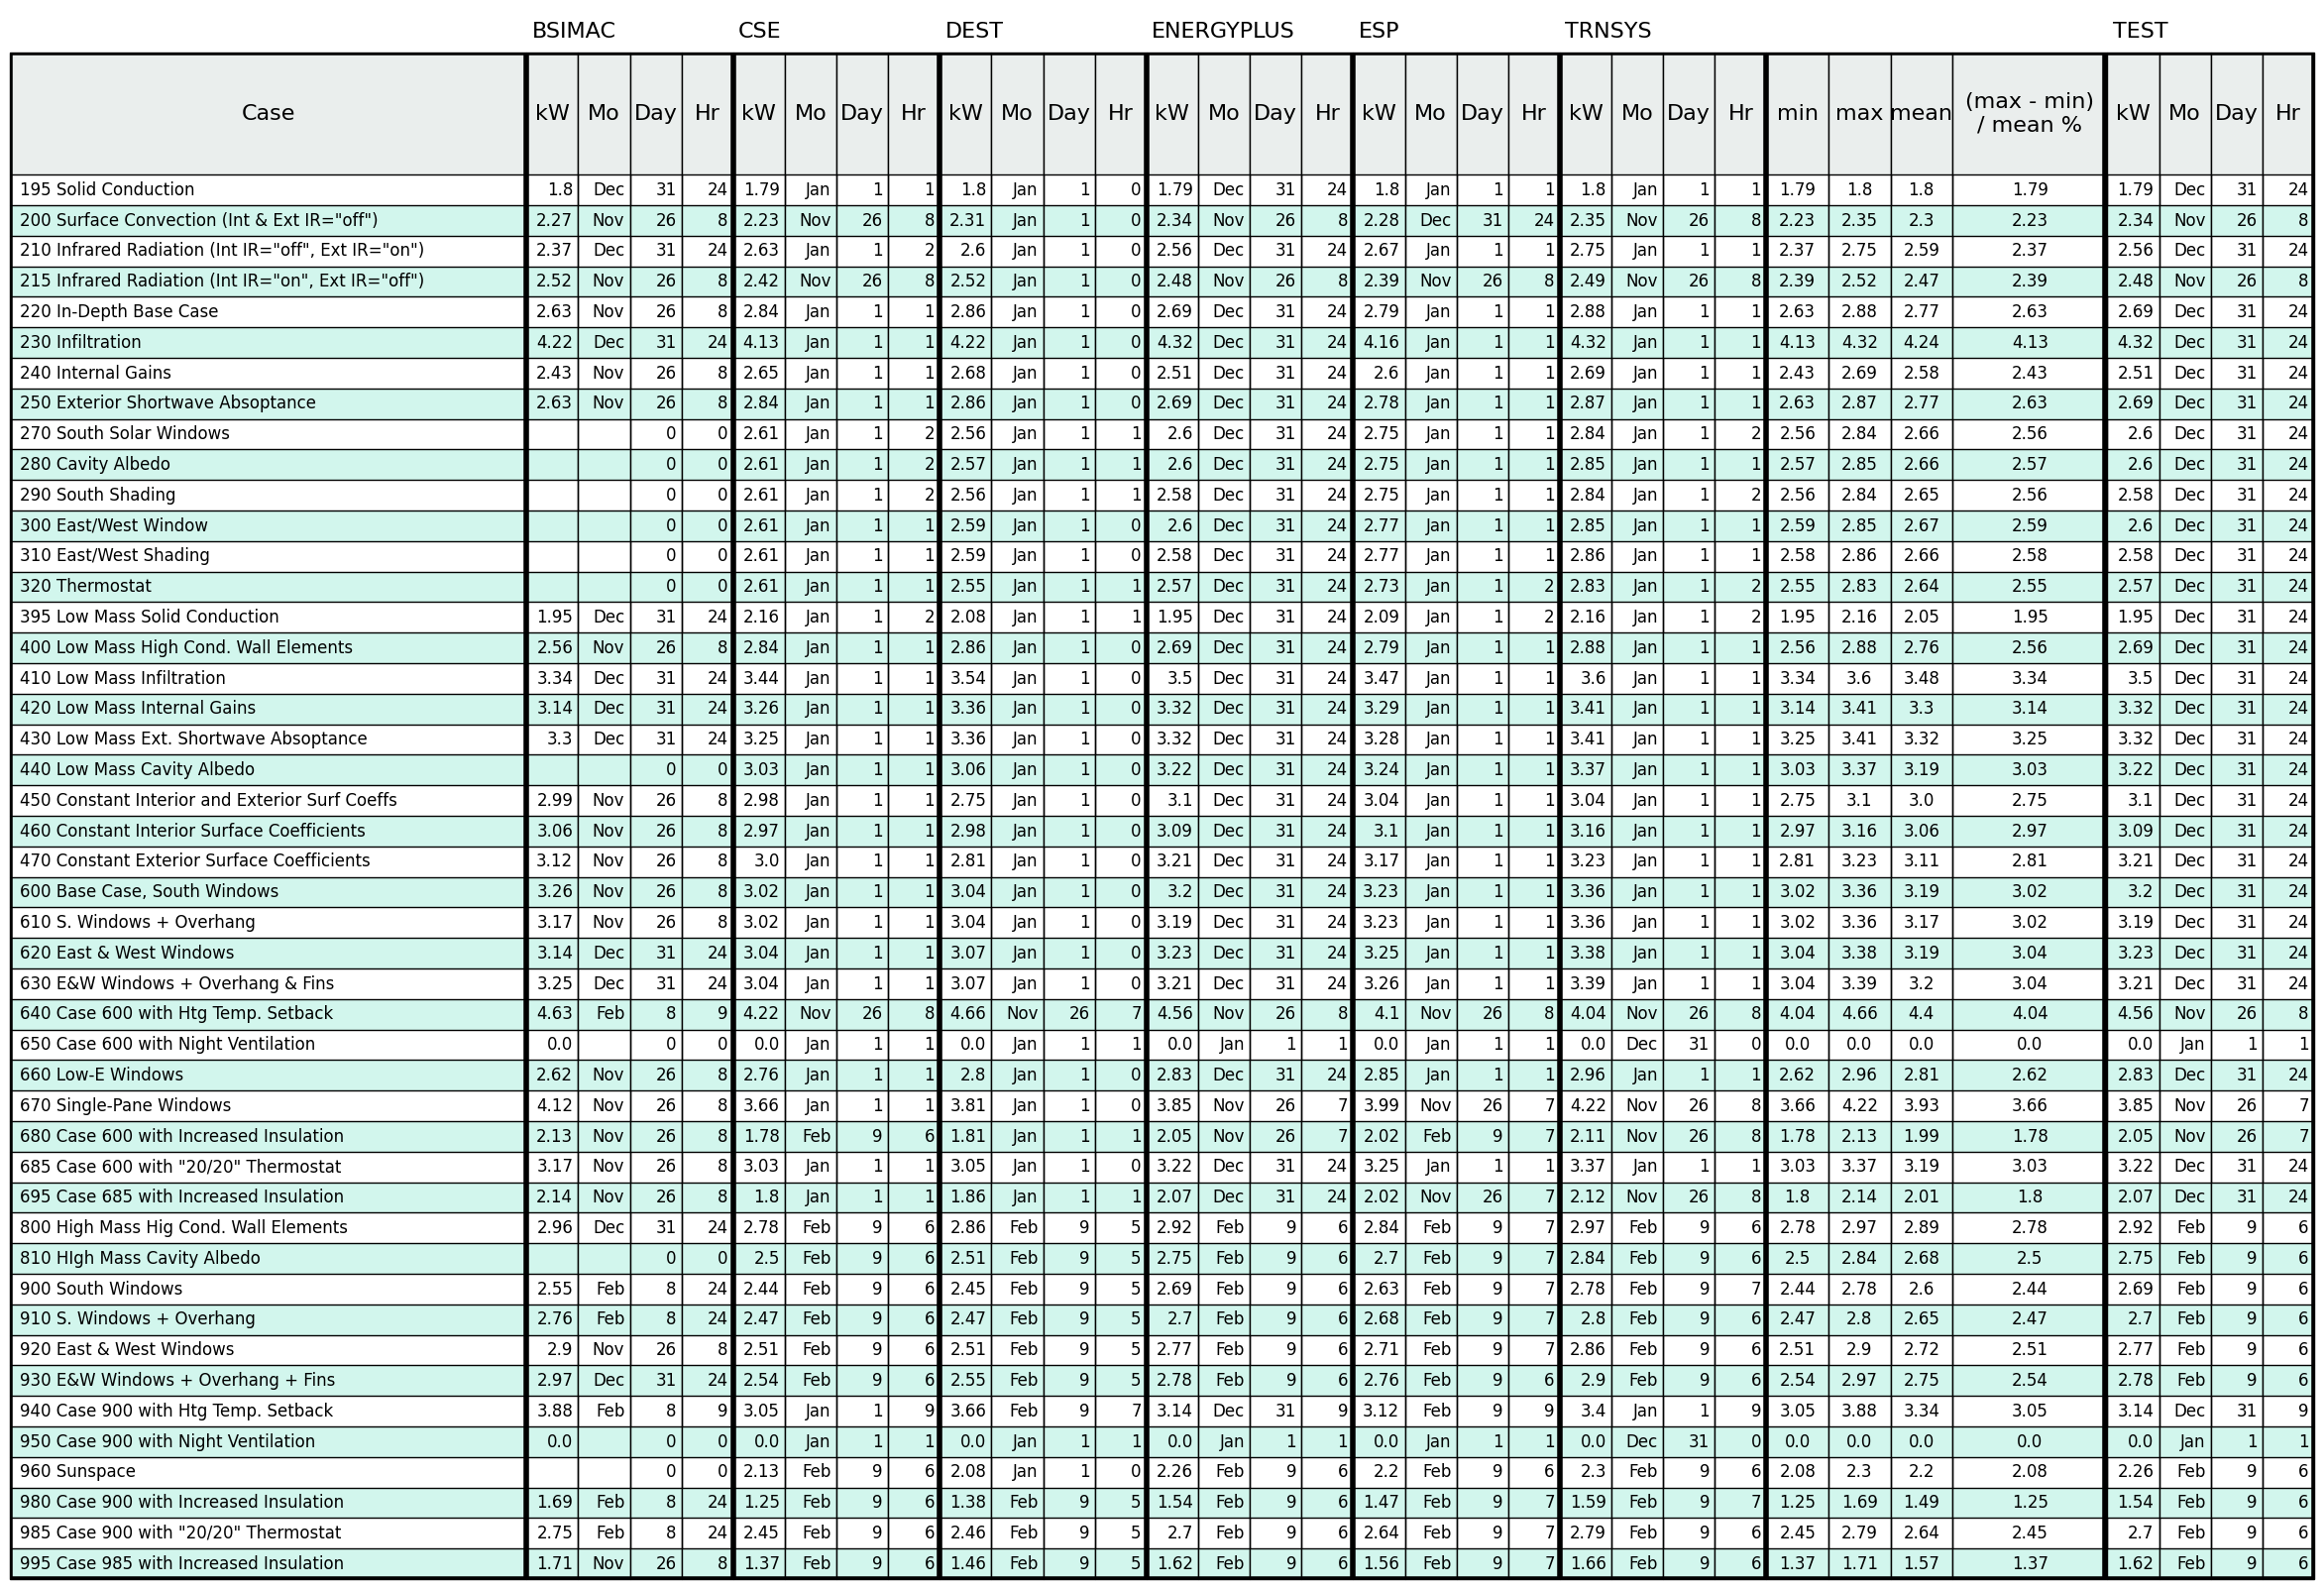 BSIMAC CSE DEST ENERGYPLUS ESP TRNSYS TEST
Case kW Mo Day Hr kW Mo Day Hr kW Mo Day Hr kW Mo Day Hr kW Mo Day Hr kW Mo Day Hr min max mean (max - min) / mean % kW Mo Day Hr
195 Solid Conduction 1.8 Dec 31 24 1.79 Jan 1 1 1.8 Jan 1 0 1.79 Dec 31 24 1.8 Jan 1 1 1.8 Jan 1 1 1.79 1.8 1.8 1.79 1.79 Dec 31 24
200 Surface Convection (Int & Ext IR="off") 2.27 Nov 26 8 2.23 Nov 26 8 2.31 Jan 1 0 2.34 Nov 26 8 2.28 Dec 31 24 2.35 Nov 26 8 2.23 2.35 2.3 2.23 2.34 Nov 26 8
210 Infrared Radiation (Int IR="off", Ext IR="on") 2.37 Dec 31 24 2.63 Jan 1 2 2.6 Jan 1 0 2.56 Dec 31 24 2.67 Jan 1 1 2.75 Jan 1 1 2.37 2.75 2.59 2.37 2.56 Dec 31 24
215 Infrared Radiation (Int IR="on", Ext IR="off") 2.52 Nov 26 8 2.42 Nov 26 8 2.52 Jan 1 0 2.48 Nov 26 8 2.39 Nov 26 8 2.49 Nov 26 8 2.39 2.52 2.47 2.39 2.48 Nov 26 8
220 In-Depth Base Case 2.63 Nov 26 8 2.84 Jan 1 1 2.86 Jan 1 0 2.69 Dec 31 24 2.79 Jan 1 1 2.88 Jan 1 1 2.63 2.88 2.77 2.63 2.69 Dec 31 24
230 Infiltration 4.22 Dec 31 24 4.13 Jan 1 1 4.22 Jan 1 0 4.32 Dec 31 24 4.16 Jan 1 1 4.32 Jan 1 1 4.13 4.32 4.24 4.13 4.32 Dec 31 24
240 Internal Gains 2.43 Nov 26 8 2.65 Jan 1 1 2.68 Jan 1 0 2.51 Dec 31 24 2.6 Jan 1 1 2.69 Jan 1 1 2.43 2.69 2.58 2.43 2.51 Dec 31 24
250 Exterior Shortwave Absoptance 2.63 Nov 26 8 2.84 Jan 1 1 2.86 Jan 1 0 2.69 Dec 31 24 2.78 Jan 1 1 2.87 Jan 1 1 2.63 2.87 2.77 2.63 2.69 Dec 31 24
270 South Solar Windows 0 0 2.61 Jan 1 2 2.56 Jan 1 1 2.6 Dec 31 24 2.75 Jan 1 1 2.84 Jan 1 2 2.56 2.84 2.66 2.56 2.6 Dec 31 24
280 Cavity Albedo 0 0 2.61 Jan 1 2 2.57 Jan 1 1 2.6 Dec 31 24 2.75 Jan 1 1 2.85 Jan 1 1 2.57 2.85 2.66 2.57 2.6 Dec 31 24
290 South Shading 0 0 2.61 Jan 1 2 2.56 Jan 1 1 2.58 Dec 31 24 2.75 Jan 1 1 2.84 Jan 1 2 2.56 2.84 2.65 2.56 2.58 Dec 31 24
300 East/West Window 0 0 2.61 Jan 1 1 2.59 Jan 1 0 2.6 Dec 31 24 2.77 Jan 1 1 2.85 Jan 1 1 2.59 2.85 2.67 2.59 2.6 Dec 31 24
310 East/West Shading 0 0 2.61 Jan 1 1 2.59 Jan 1 0 2.58 Dec 31 24 2.77 Jan 1 1 2.86 Jan 1 1 2.58 2.86 2.66 2.58 2.58 Dec 31 24
320 Thermostat 0 0 2.61 Jan 1 1 2.55 Jan 1 1 2.57 Dec 31 24 2.73 Jan 1 2 2.83 Jan 1 2 2.55 2.83 2.64 2.55 2.57 Dec 31 24
395 Low Mass Solid Conduction 1.95 Dec 31 24 2.16 Jan 1 2 2.08 Jan 1 1 1.95 Dec 31 24 2.09 Jan 1 2 2.16 Jan 1 2 1.95 2.16 2.05 1.95 1.95 Dec 31 24
400 Low Mass High Cond. Wall Elements 2.56 Nov 26 8 2.84 Jan 1 1 2.86 Jan 1 0 2.69 Dec 31 24 2.79 Jan 1 1 2.88 Jan 1 1 2.56 2.88 2.76 2.56 2.69 Dec 31 24
410 Low Mass Infiltration 3.34 Dec 31 24 3.44 Jan 1 1 3.54 Jan 1 0 3.5 Dec 31 24 3.47 Jan 1 1 3.6 Jan 1 1 3.34 3.6 3.48 3.34 3.5 Dec 31 24
420 Low Mass Internal Gains 3.14 Dec 31 24 3.26 Jan 1 1 3.36 Jan 1 0 3.32 Dec 31 24 3.29 Jan 1 1 3.41 Jan 1 1 3.14 3.41 3.3 3.14 3.32 Dec 31 24
430 Low Mass Ext. Shortwave Absoptance 3.3 Dec 31 24 3.25 Jan 1 1 3.36 Jan 1 0 3.32 Dec 31 24 3.28 Jan 1 1 3.41 Jan 1 1 3.25 3.41 3.32 3.25 3.32 Dec 31 24
440 Low Mass Cavity Albedo 0 0 3.03 Jan 1 1 3.06 Jan 1 0 3.22 Dec 31 24 3.24 Jan 1 1 3.37 Jan 1 1 3.03 3.37 3.19 3.03 3.22 Dec 31 24
450 Constant Interior and Exterior Surf Coeffs 2.99 Nov 26 8 2.98 Jan 1 1 2.75 Jan 1 0 3.1 Dec 31 24 3.04 Jan 1 1 3.04 Jan 1 1 2.75 3.1 3.0 2.75 3.1 Dec 31 24
460 Constant Interior Surface Coefficients 3.06 Nov 26 8 2.97 Jan 1 1 2.98 Jan 1 0 3.09 Dec 31 24 3.1 Jan 1 1 3.16 Jan 1 1 2.97 3.16 3.06 2.97 3.09 Dec 31 24
470 Constant Exterior Surface Coefficients 3.12 Nov 26 8 3.0 Jan 1 1 2.81 Jan 1 0 3.21 Dec 31 24 3.17 Jan 1 1 3.23 Jan 1 1 2.81 3.23 3.11 2.81 3.21 Dec 31 24
600 Base Case, South Windows 3.26 Nov 26 8 3.02 Jan 1 1 3.04 Jan 1 0 3.2 Dec 31 24 3.23 Jan 1 1 3.36 Jan 1 1 3.02 3.36 3.19 3.02 3.2 Dec 31 24
610 S. Windows + Overhang 3.17 Nov 26 8 3.02 Jan 1 1 3.04 Jan 1 0 3.19 Dec 31 24 3.23 Jan 1 1 3.36 Jan 1 1 3.02 3.36 3.17 3.02 3.19 Dec 31 24
620 East & West Windows 3.14 Dec 31 24 3.04 Jan 1 1 3.07 Jan 1 0 3.23 Dec 31 24 3.25 Jan 1 1 3.38 Jan 1 1 3.04 3.38 3.19 3.04 3.23 Dec 31 24
630 E&W Windows + Overhang & Fins 3.25 Dec 31 24 3.04 Jan 1 1 3.07 Jan 1 0 3.21 Dec 31 24 3.26 Jan 1 1 3.39 Jan 1 1 3.04 3.39 3.2 3.04 3.21 Dec 31 24
640 Case 600 with Htg Temp. Setback 4.63 Feb 8 9 4.22 Nov 26 8 4.66 Nov 26 7 4.56 Nov 26 8 4.1 Nov 26 8 4.04 Nov 26 8 4.04 4.66 4.4 4.04 4.56 Nov 26 8
650 Case 600 with Night Ventilation 0.0 0 0 0.0 Jan 1 1 0.0 Jan 1 1 0.0 Jan 1 1 0.0 Jan 1 1 0.0 Dec 31 0 0.0 0.0 0.0 0.0 0.0 Jan 1 1
660 Low-E Windows 2.62 Nov 26 8 2.76 Jan 1 1 2.8 Jan 1 0 2.83 Dec 31 24 2.85 Jan 1 1 2.96 Jan 1 1 2.62 2.96 2.81 2.62 2.83 Dec 31 24
670 Single-Pane Windows 4.12 Nov 26 8 3.66 Jan 1 1 3.81 Jan 1 0 3.85 Nov 26 7 3.99 Nov 26 7 4.22 Nov 26 8 3.66 4.22 3.93 3.66 3.85 Nov 26 7
680 Case 600 with Increased Insulation 2.13 Nov 26 8 1.78 Feb 9 6 1.81 Jan 1 1 2.05 Nov 26 7 2.02 Feb 9 7 2.11 Nov 26 8 1.78 2.13 1.99 1.78 2.05 Nov 26 7
685 Case 600 with "20/20" Thermostat 3.17 Nov 26 8 3.03 Jan 1 1 3.05 Jan 1 0 3.22 Dec 31 24 3.25 Jan 1 1 3.37 Jan 1 1 3.03 3.37 3.19 3.03 3.22 Dec 31 24
695 Case 685 with Increased Insulation 2.14 Nov 26 8 1.8 Jan 1 1 1.86 Jan 1 1 2.07 Dec 31 24 2.02 Nov 26 7 2.12 Nov 26 8 1.8 2.14 2.01 1.8 2.07 Dec 31 24
800 High Mass Hig Cond. Wall Elements 2.96 Dec 31 24 2.78 Feb 9 6 2.86 Feb 9 5 2.92 Feb 9 6 2.84 Feb 9 7 2.97 Feb 9 6 2.78 2.97 2.89 2.78 2.92 Feb 9 6
810 HIgh Mass Cavity Albedo 0 0 2.5 Feb 9 6 2.51 Feb 9 5 2.75 Feb 9 6 2.7 Feb 9 7 2.84 Feb 9 6 2.5 2.84 2.68 2.5 2.75 Feb 9 6
900 South Windows 2.55 Feb 8 24 2.44 Feb 9 6 2.45 Feb 9 5 2.69 Feb 9 6 2.63 Feb 9 7 2.78 Feb 9 7 2.44 2.78 2.6 2.44 2.69 Feb 9 6
910 S. Windows + Overhang 2.76 Feb 8 24 2.47 Feb 9 6 2.47 Feb 9 5 2.7 Feb 9 6 2.68 Feb 9 7 2.8 Feb 9 6 2.47 2.8 2.65 2.47 2.7 Feb 9 6
920 East & West Windows 2.9 Nov 26 8 2.51 Feb 9 6 2.51 Feb 9 5 2.77 Feb 9 6 2.71 Feb 9 7 2.86 Feb 9 6 2.51 2.9 2.72 2.51 2.77 Feb 9 6
930 E&W Windows + Overhang + Fins 2.97 Dec 31 24 2.54 Feb 9 6 2.55 Feb 9 5 2.78 Feb 9 6 2.76 Feb 9 6 2.9 Feb 9 6 2.54 2.97 2.75 2.54 2.78 Feb 9 6
940 Case 900 with Htg Temp. Setback 3.88 Feb 8 9 3.05 Jan 1 9 3.66 Feb 9 7 3.14 Dec 31 9 3.12 Feb 9 9 3.4 Jan 1 9 3.05 3.88 3.34 3.05 3.14 Dec 31 9
950 Case 900 with Night Ventilation 0.0 0 0 0.0 Jan 1 1 0.0 Jan 1 1 0.0 Jan 1 1 0.0 Jan 1 1 0.0 Dec 31 0 0.0 0.0 0.0 0.0 0.0 Jan 1 1
960 Sunspace 0 0 2.13 Feb 9 6 2.08 Jan 1 0 2.26 Feb 9 6 2.2 Feb 9 6 2.3 Feb 9 6 2.08 2.3 2.2 2.08 2.26 Feb 9 6
980 Case 900 with Increased Insulation 1.69 Feb 8 24 1.25 Feb 9 6 1.38 Feb 9 5 1.54 Feb 9 6 1.47 Feb 9 7 1.59 Feb 9 7 1.25 1.69 1.49 1.25 1.54 Feb 9 6
985 Case 900 with "20/20" Thermostat 2.75 Feb 8 24 2.45 Feb 9 6 2.46 Feb 9 5 2.7 Feb 9 6 2.64 Feb 9 7 2.79 Feb 9 6 2.45 2.79 2.64 2.45 2.7 Feb 9 6
995 Case 985 with Increased Insulation 1.71 Nov 26 8 1.37 Feb 9 6 1.46 Feb 9 5 1.62 Feb 9 6 1.56 Feb 9 7 1.66 Feb 9 6 1.37 1.71 1.57 1.37 1.62 Feb 9 6